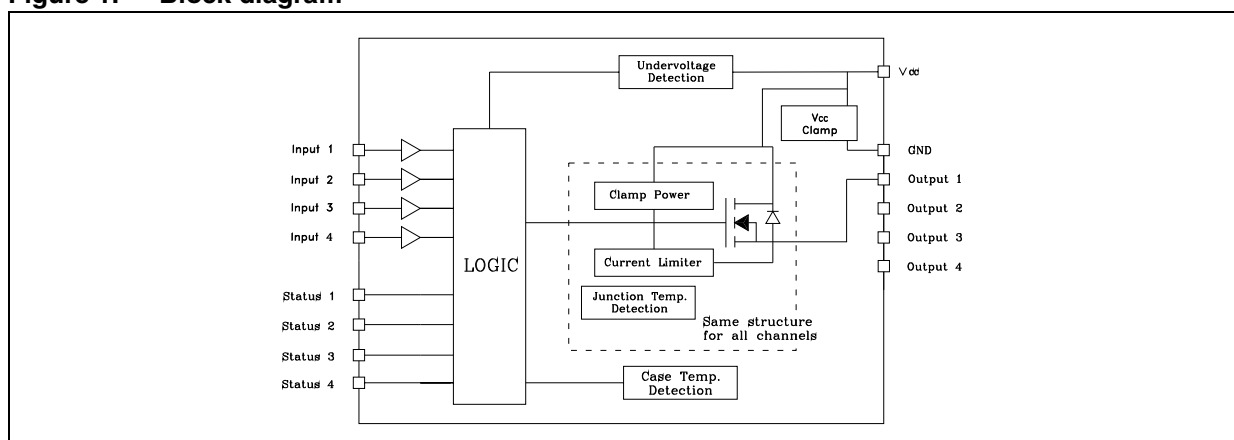 Figure 1. Block diagram
Undervoltage
Detection
Vcc
Vcc
Clamp
Input 1
GND
Input 2
Output 1
Clamp Power
Input 3
Output 2
Input 4
Output 3
LOGIC
Current Limiter
Output 4
Status 1
Junction Temp.
Detection
Status 2
Same structure
for all channels
Status 3
Status 4
Case Temp.
Detection